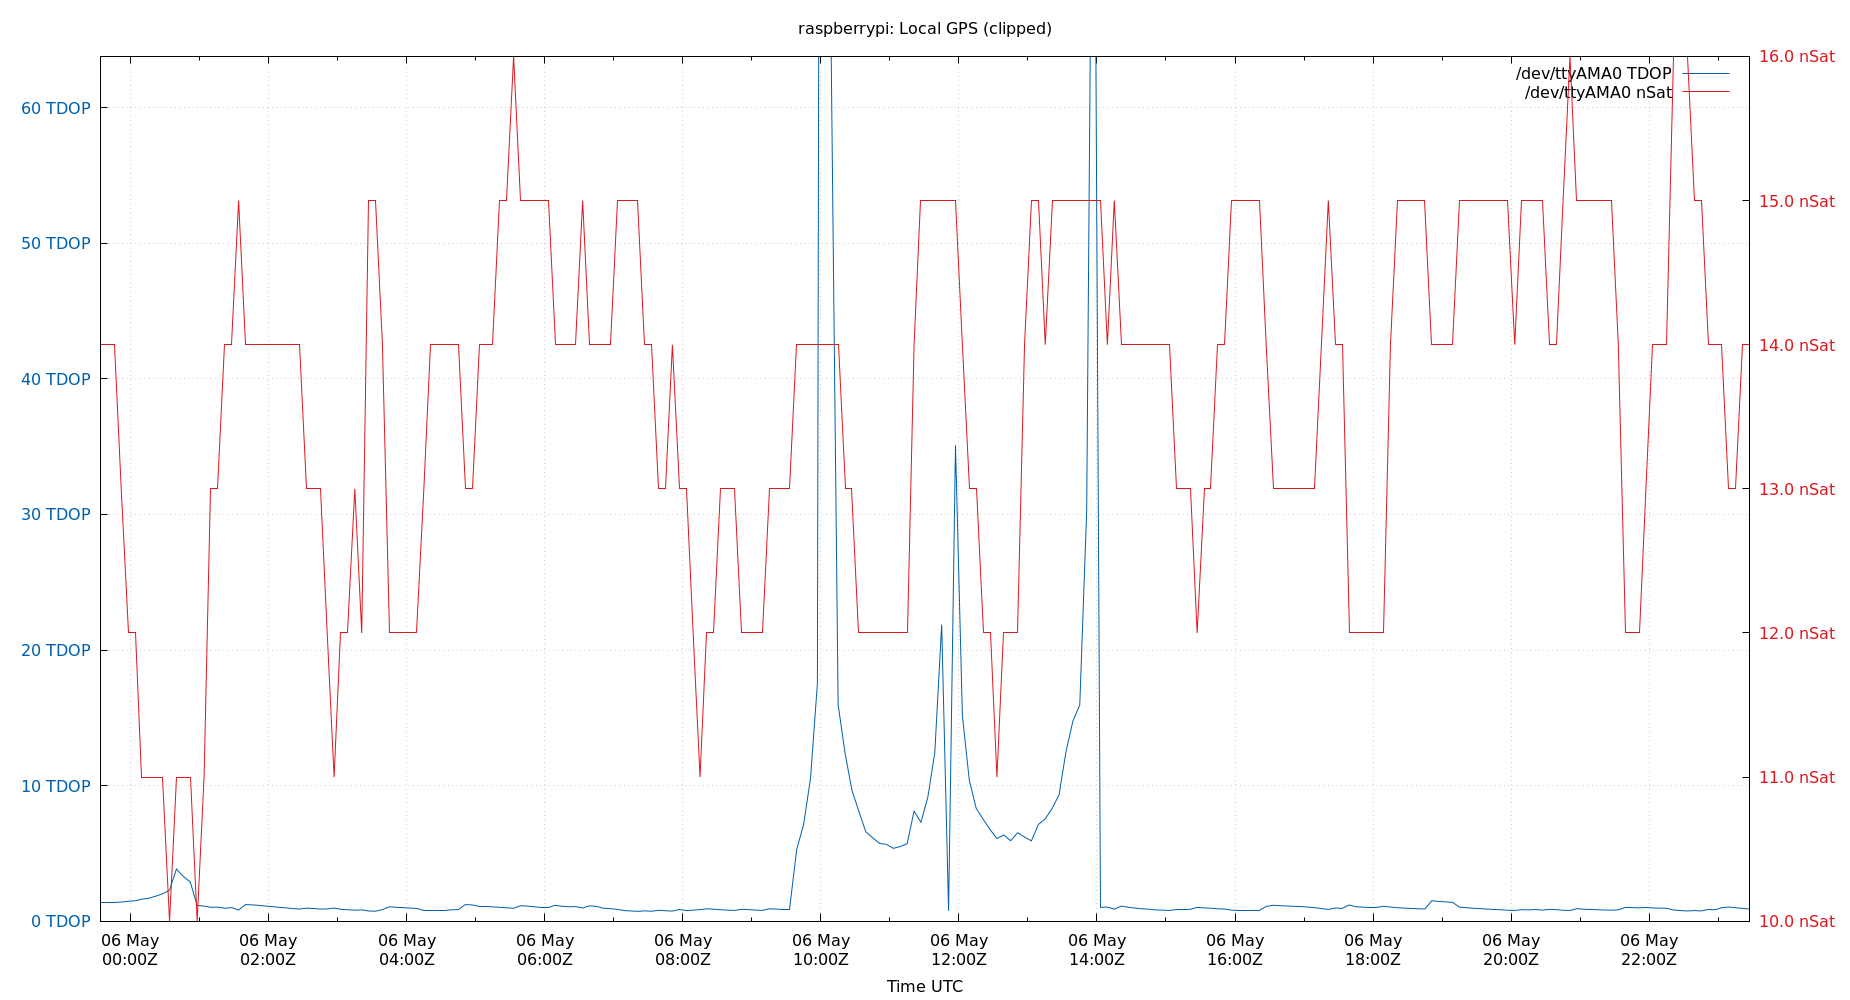 raspberrypi: Local GPS (clipped)
/dev/ttyAMA0 TDOP
/dev/ttyAMA0 nSat
60 TDOP
50 TDOP
40 TDOP
30 TDOP
20 TDOP
10 TDOP
0 TDOP
16.0 nSat
15.0 nSat
14.0 nSat
13.0 nSat
12.0 nSat
11.0 nSat
10.0 nSat
06 May
00:00Z
06 May
02:00Z
06 May
04:00Z
06 May
06:00Z
06 May
08:00Z
06 May
10:00Z
06 May
12:00Z
06 May
14:00Z
06 May
16:00Z
06 May
18:00Z
06 May
20:00Z
06 May
22:00Z
Time UTC